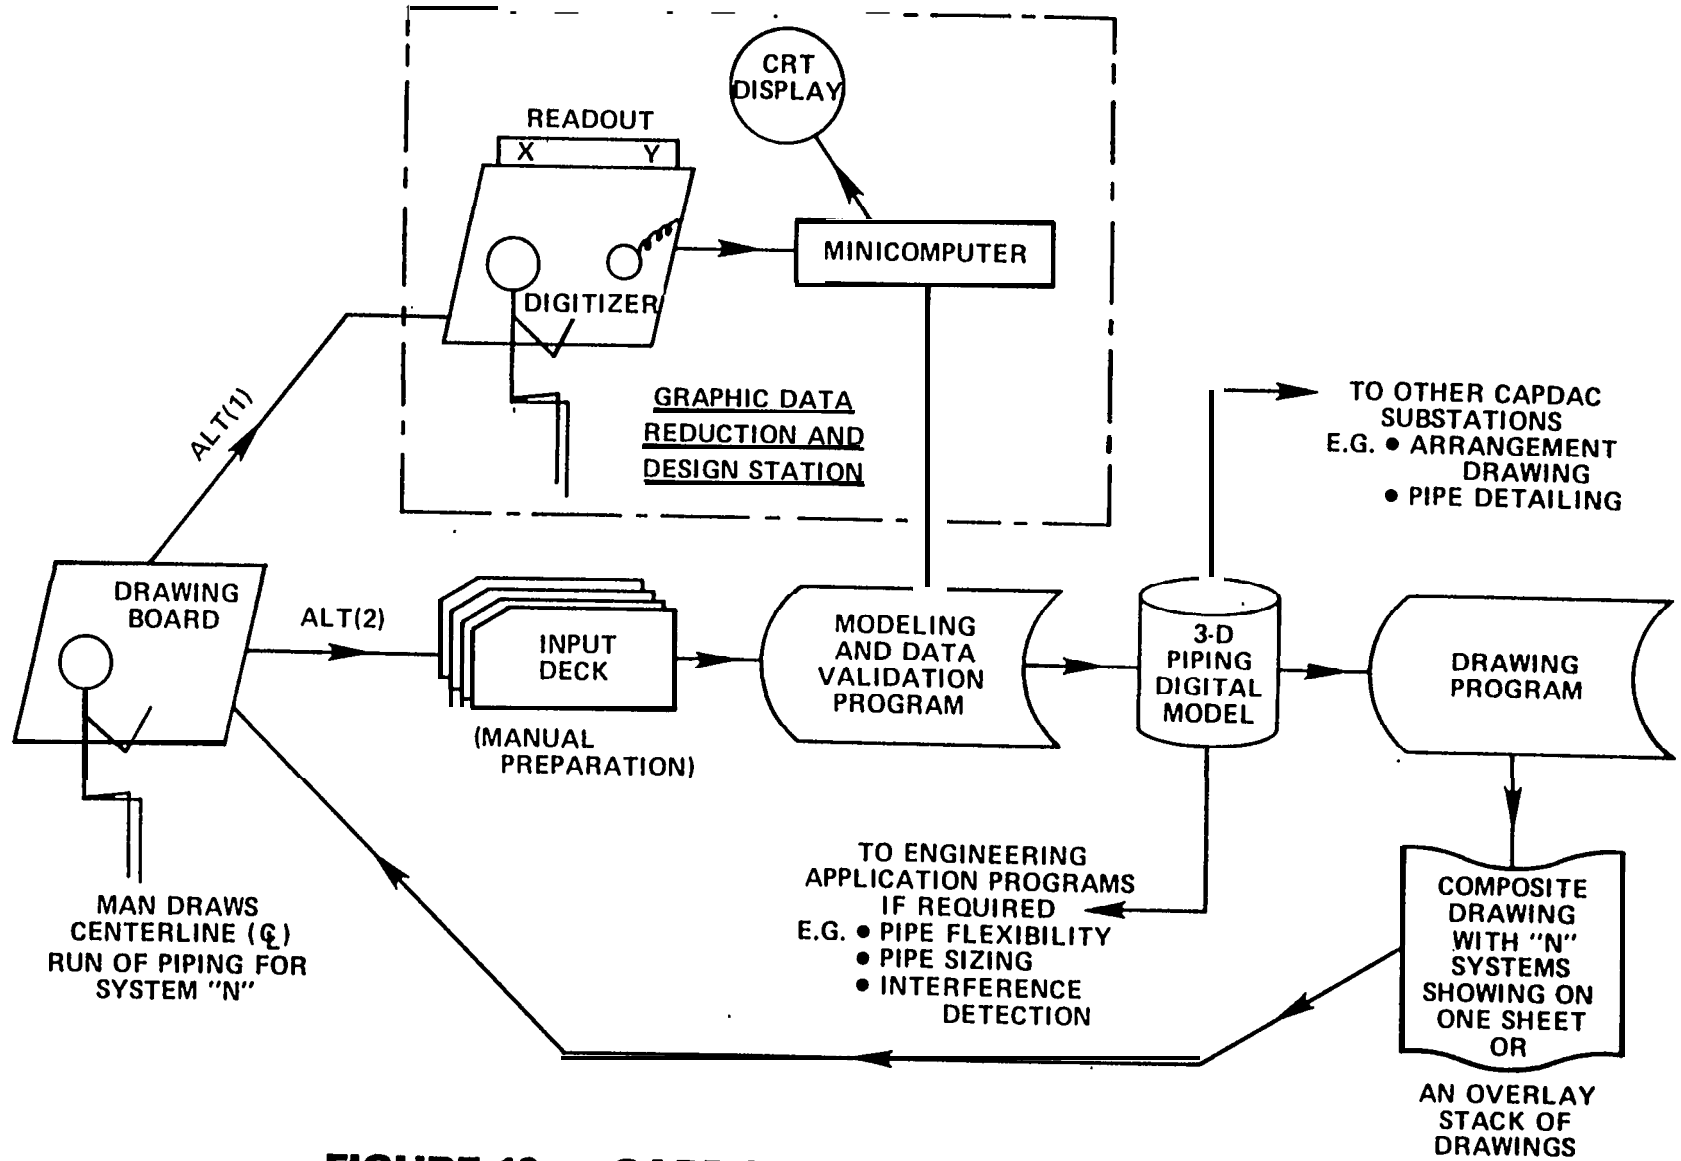 CRT
DISPLAY
READOUT
X Y
MINICOMPUTER
DIGITIZER
GRAPHIC DATA
REDUCTION AND
DESIGN STATION
ALT(1)
TO OTHER CAPDAC
SUBSTATIONS
E.G. • ARRANGEMENT
DRAWING
• PIPE DETAILING
DRAWING
BOARD
ALT(2)
INPUT
DECK
(MANUAL
PREPARATION)
MODELING
AND DATA
VALIDATION
PROGRAM
3-D
PIPING
DIGITAL
MODEL
DRAWING
PROGRAM
MAN DRAWS
CENTERLINE (℄)
RUN OF PIPING FOR
SYSTEM "N"
TO ENGINEERING
APPLICATION PROGRAMS
IF REQUIRED
E.G. • PIPE FLEXIBILITY
• PIPE SIZING
• INTERFERENCE
DETECTION
COMPOSITE
DRAWING
WITH "N"
SYSTEMS
SHOWING ON
ONE SHEET
OR
AN OVERLAY
STACK OF
DRAWINGS